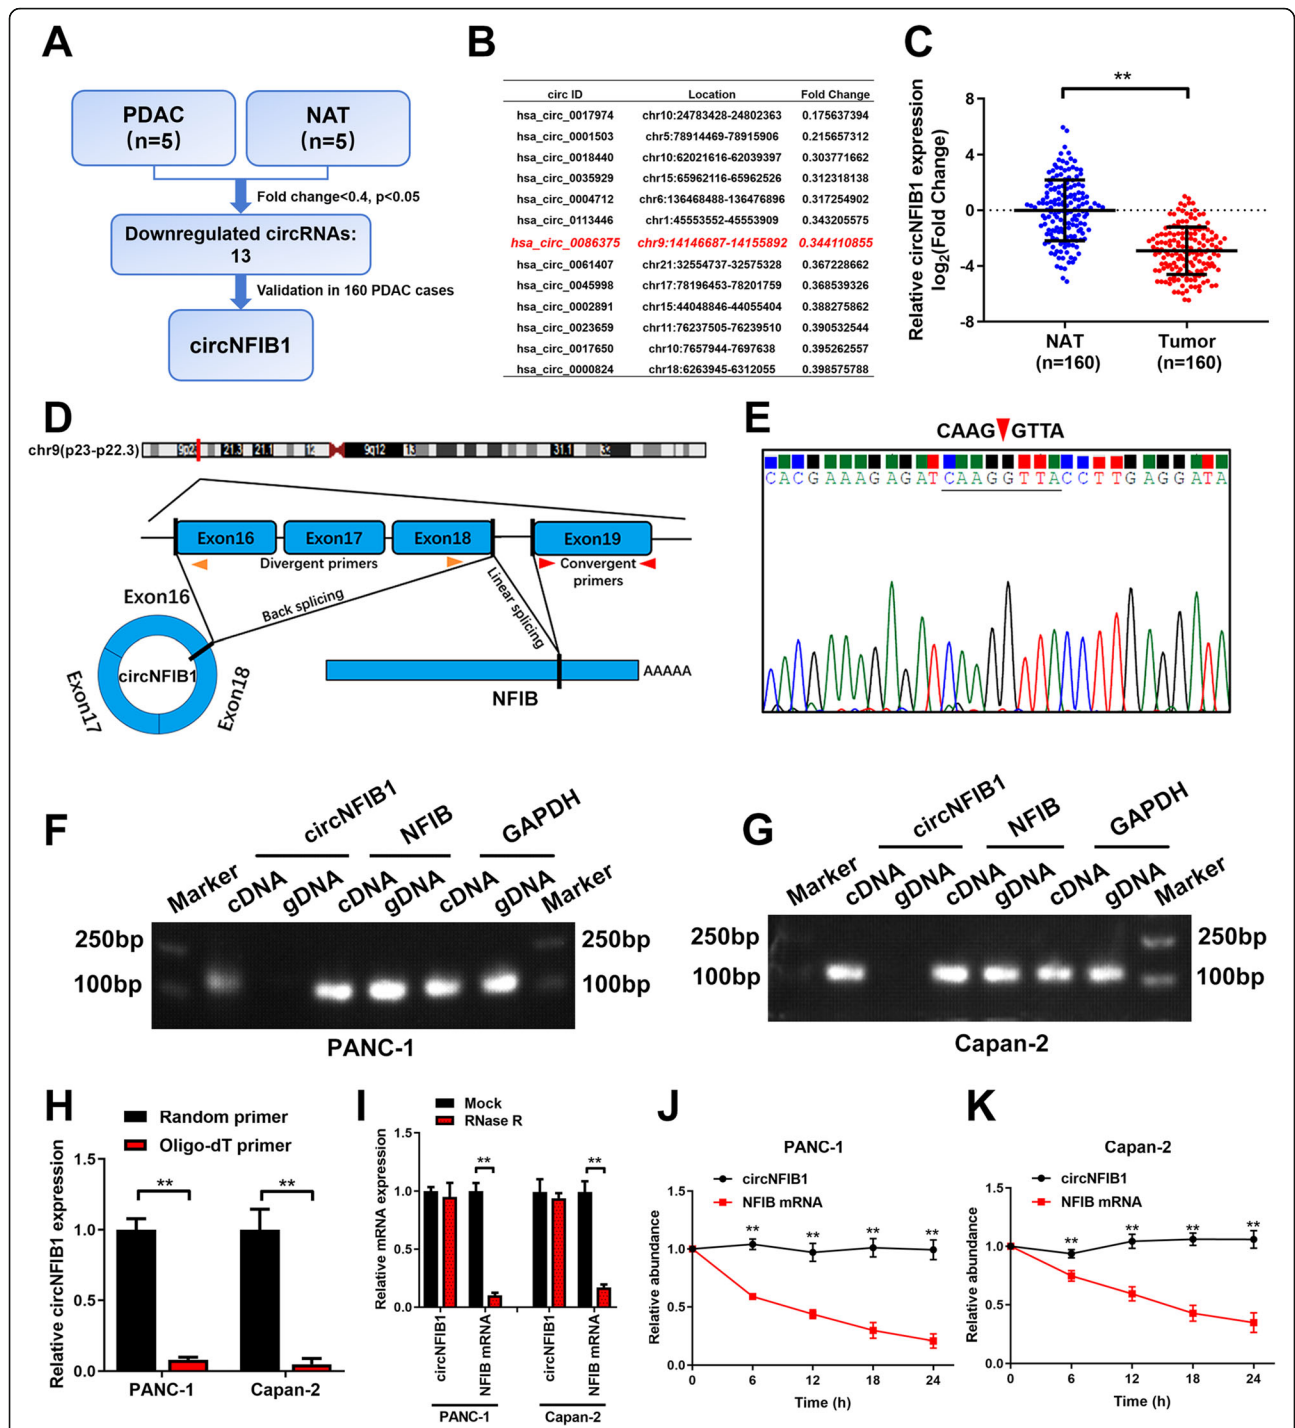 A
PDAC
(n=5)
NAT
(n=5)
Fold change<0.4, p<0.05
Downregulated circRNAs:
13
Validation in 160 PDAC cases
circNFIB1
B
circ ID Location Fold Change
hsa_circ_0017974 chr10:24783428-24802363 0.175637394
hsa_circ_0001503 chr5:78914469-78915906 0.215657312
hsa_circ_0018440 chr10:62021616-62039397 0.303771662
hsa_circ_0035929 chr15:65962116-65962526 0.312318138
hsa_circ_0004712 chr6:136468488-136476896 0.317254902
hsa_circ_0113446 chr1:45553552-45553909 0.343205575
hsa_circ_0086375 chr9:14146687-14155892 0.344110855
hsa_circ_0061407 chr21:32554737-32575328 0.367228662
hsa_circ_0045998 chr17:78196453-78201759 0.368539326
hsa_circ_0002891 chr15:44048846-44055404 0.388275862
hsa_circ_0023659 chr11:76237505-76239510 0.390532544
hsa_circ_0017650 chr10:7657944-7697638 0.395262557
hsa_circ_0000824 chr18:6263945-6312055 0.398575788
C
Relative circNFIB1 expression
log2(Fold Change)
8
4
0
-4
-8
**
NAT
(n=160)
Tumor
(n=160)
D
chr9(p23-p22.3)
21.3 21.1 12 9q12 13 31.1
Exon16 Exon17 Exon18 Exon19
Divergent primers
Convergent
primers
Back splicing
Linear splicing
Exon16
circNFIB1
Exon17
Exon18
NFIB
AAAAA
E
CAAG GTTA
CACGAAAGAGATCAAGGTTACCTTGAGGATA
F
circNFIB1 NFIB GAPDH
Marker cDNA gDNA cDNA gDNA cDNA gDNA Marker
250bp 250bp
100bp 100bp
PANC-1
G
circNFIB1 NFIB GAPDH
Marker cDNA gDNA cDNA gDNA cDNA gDNA Marker
250bp 250bp
100bp 100bp
Capan-2
H
Random primer
Oligo-dT primer
Relative circNFIB1 expression
1.5
1.0
0.5
0.0
** **
PANC-1 Capan-2
I
Mock
RNase R
Relative mRNA expression
1.5
1.0
0.5
0.0
** **
circNFIB1 NFIB mRNA circNFIB1 NFIB mRNA
PANC-1 Capan-2
J
PANC-1
circNFIB1
NFIB mRNA
Relative abundance
1.5
1.0
0.5
0.0
** ** ** **
0 6 12 18 24
Time (h)
K
Capan-2
circNFIB1
NFIB mRNA
Relative abundance
1.5
1.0
0.5
0.0
** ** ** **
0 6 12 18 24
Time (h)